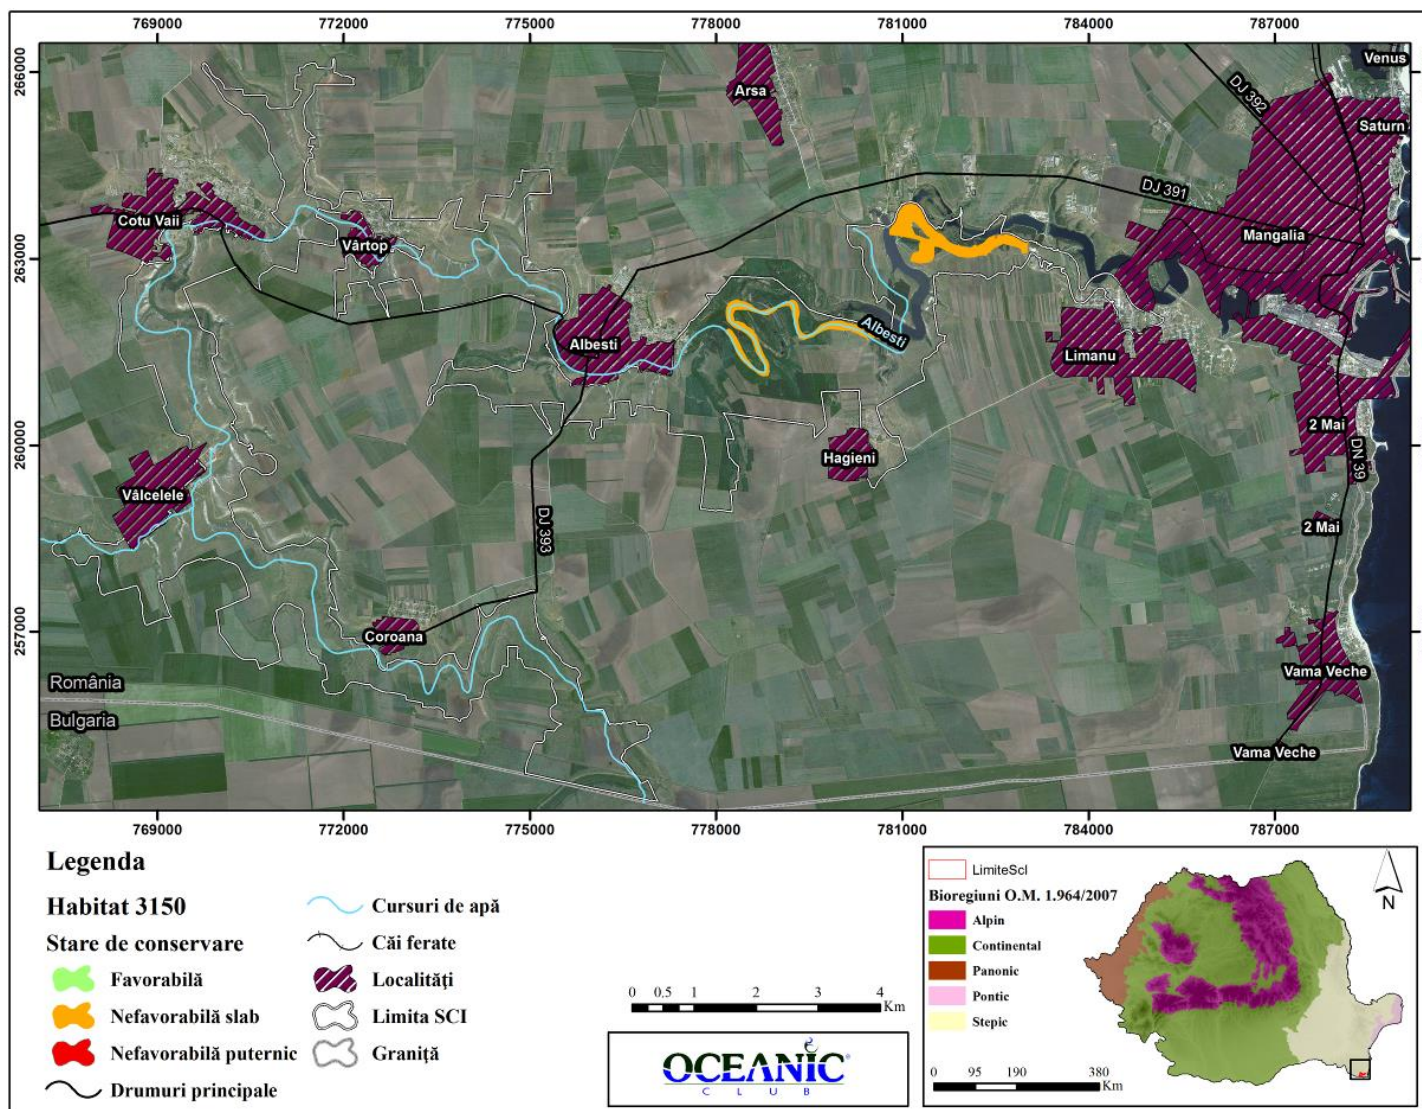 769000
772000
775000
778000
781000
784000
787000
266000
263000
260000
257000
Venus
Arsa
DJ 392
Saturn
DJ 391
Cotu Vaii
Vârtop
Mangalia
Albesti
Albesti
Limanu
2 Mai
Hagieni
DN 39
Vâlcelele
DJ 393
2 Mai
Coroana
Vama Veche
România
Bulgaria
Vama Veche
266000
263000
260000
257000
769000
772000
775000
778000
781000
784000
787000
Legenda
Habitat 3150
Stare de conservare
Favorabilă
Nefavorabilă slab
Nefavorabilă puternic
Drumuri principale
Cursuri de apă
Căi ferate
Localități
Limita SCI
Graniță
0 0.5 1 2 3 4
Km
OCEANIC
CLUB
LimiteScI
Bioregiuni O.M. 1.964/2007
Alpin
Continental
Panonic
Pontic
Stepic
N
0 95 190 380
Km